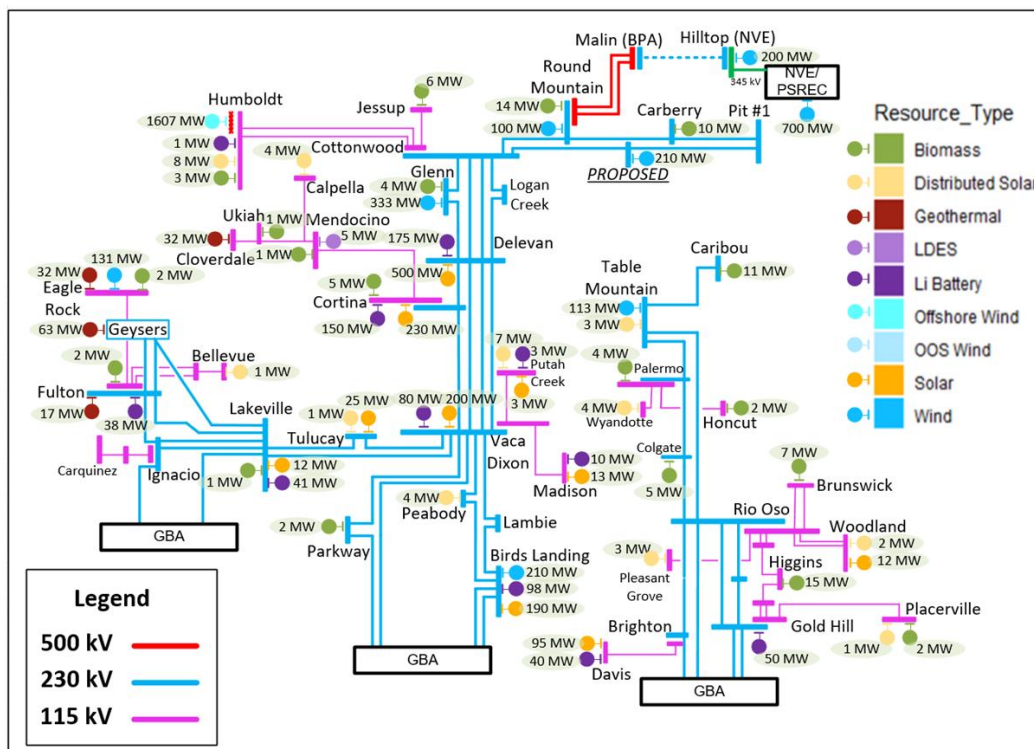 Malin (BPA)
Hilltop (NVE)
200 MW
345 kV
NVE/
PSREC
700 MW
Round
Mountain
14 MW
100 MW
Carberry
10 MW
Pit #1
210 MW
PROPOSED
6 MW
Jessup
Humboldt
1607 MW
1 MW
8 MW
3 MW
Cottonwood
4 MW
Calpella
Glenn
4 MW
333 MW
Logan
Creek
Ukiah
1 MW
Mendocino
5 MW
32 MW
Cloverdale
1 MW
175 MW
Delevan
500 MW
5 MW
Cortina
150 MW
230 MW
32 MW
131 MW
2 MW
Eagle
Rock
63 MW
Geysers
2 MW
Bellevue
1 MW
Fulton
17 MW
38 MW
Lakeville
25 MW
1 MW
Tulucay
80 MW
200 MW
7 MW
3 MW
Putah
Creek
3 MW
Vaca
Dixon
10 MW
13 MW
Madison
Carquinez
Ignacio
1 MW
12 MW
41 MW
GBA
4 MW
Peabody
2 MW
Parkway
Lambie
Birds Landing
210 MW
98 MW
190 MW
GBA
Caribou
11 MW
Table
Mountain
113 MW
3 MW
4 MW
Palermo
4 MW
Wyandotte
2 MW
Honcut
Colgate
5 MW
7 MW
Brunswick
Rio Oso
Woodland
2 MW
12 MW
3 MW
Pleasant
Grove
Higgins
15 MW
Placerville
Gold Hill
1 MW
2 MW
50 MW
Brighton
95 MW
40 MW
Davis
GBA
Resource_Type
Biomass
Distributed Solar
Geothermal
LDES
Li Battery
Offshore Wind
OOS Wind
Solar
Wind
Legend
500 kV
230 kV
115 kV